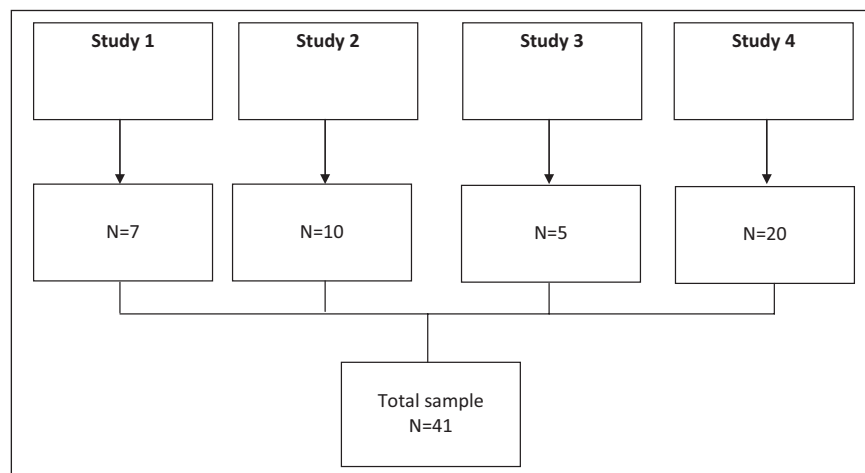 Study 1
Study 2
Study 3
Study 4
N=7
N=10
N=5
N=20
Total sample
N=41